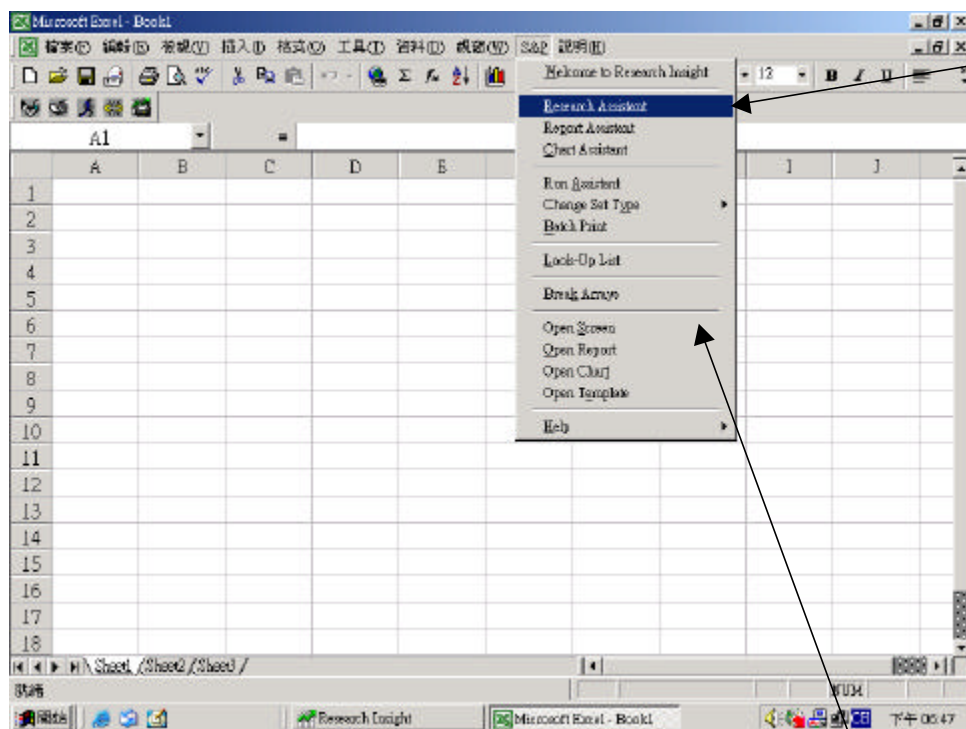 Microsoft Excel - Book1
檔案(F) 編輯(E) 檢視(V) 插入(I) 格式(O) 工具(T) 資料(D) 視窗(W) S&P 說明(H)
12 B I U
A1 =
A B C D E I J
1
2
3
4
5
6
7
8
9
10
11
12
13
14
15
16
17
18
Welcome to Research Insight
Research Assistant
Report Assistant
Chart Assistant
Run Assistant
Change Set Type
Batch Print
Look-Up List
Break Arrays
Open Screen
Open Report
Open Chart
Open Template
Help
Sheet1 Sheet2 Sheet3
就緒 NUM
開始 Research Insight Microsoft Excel - Book1 下午 06:47